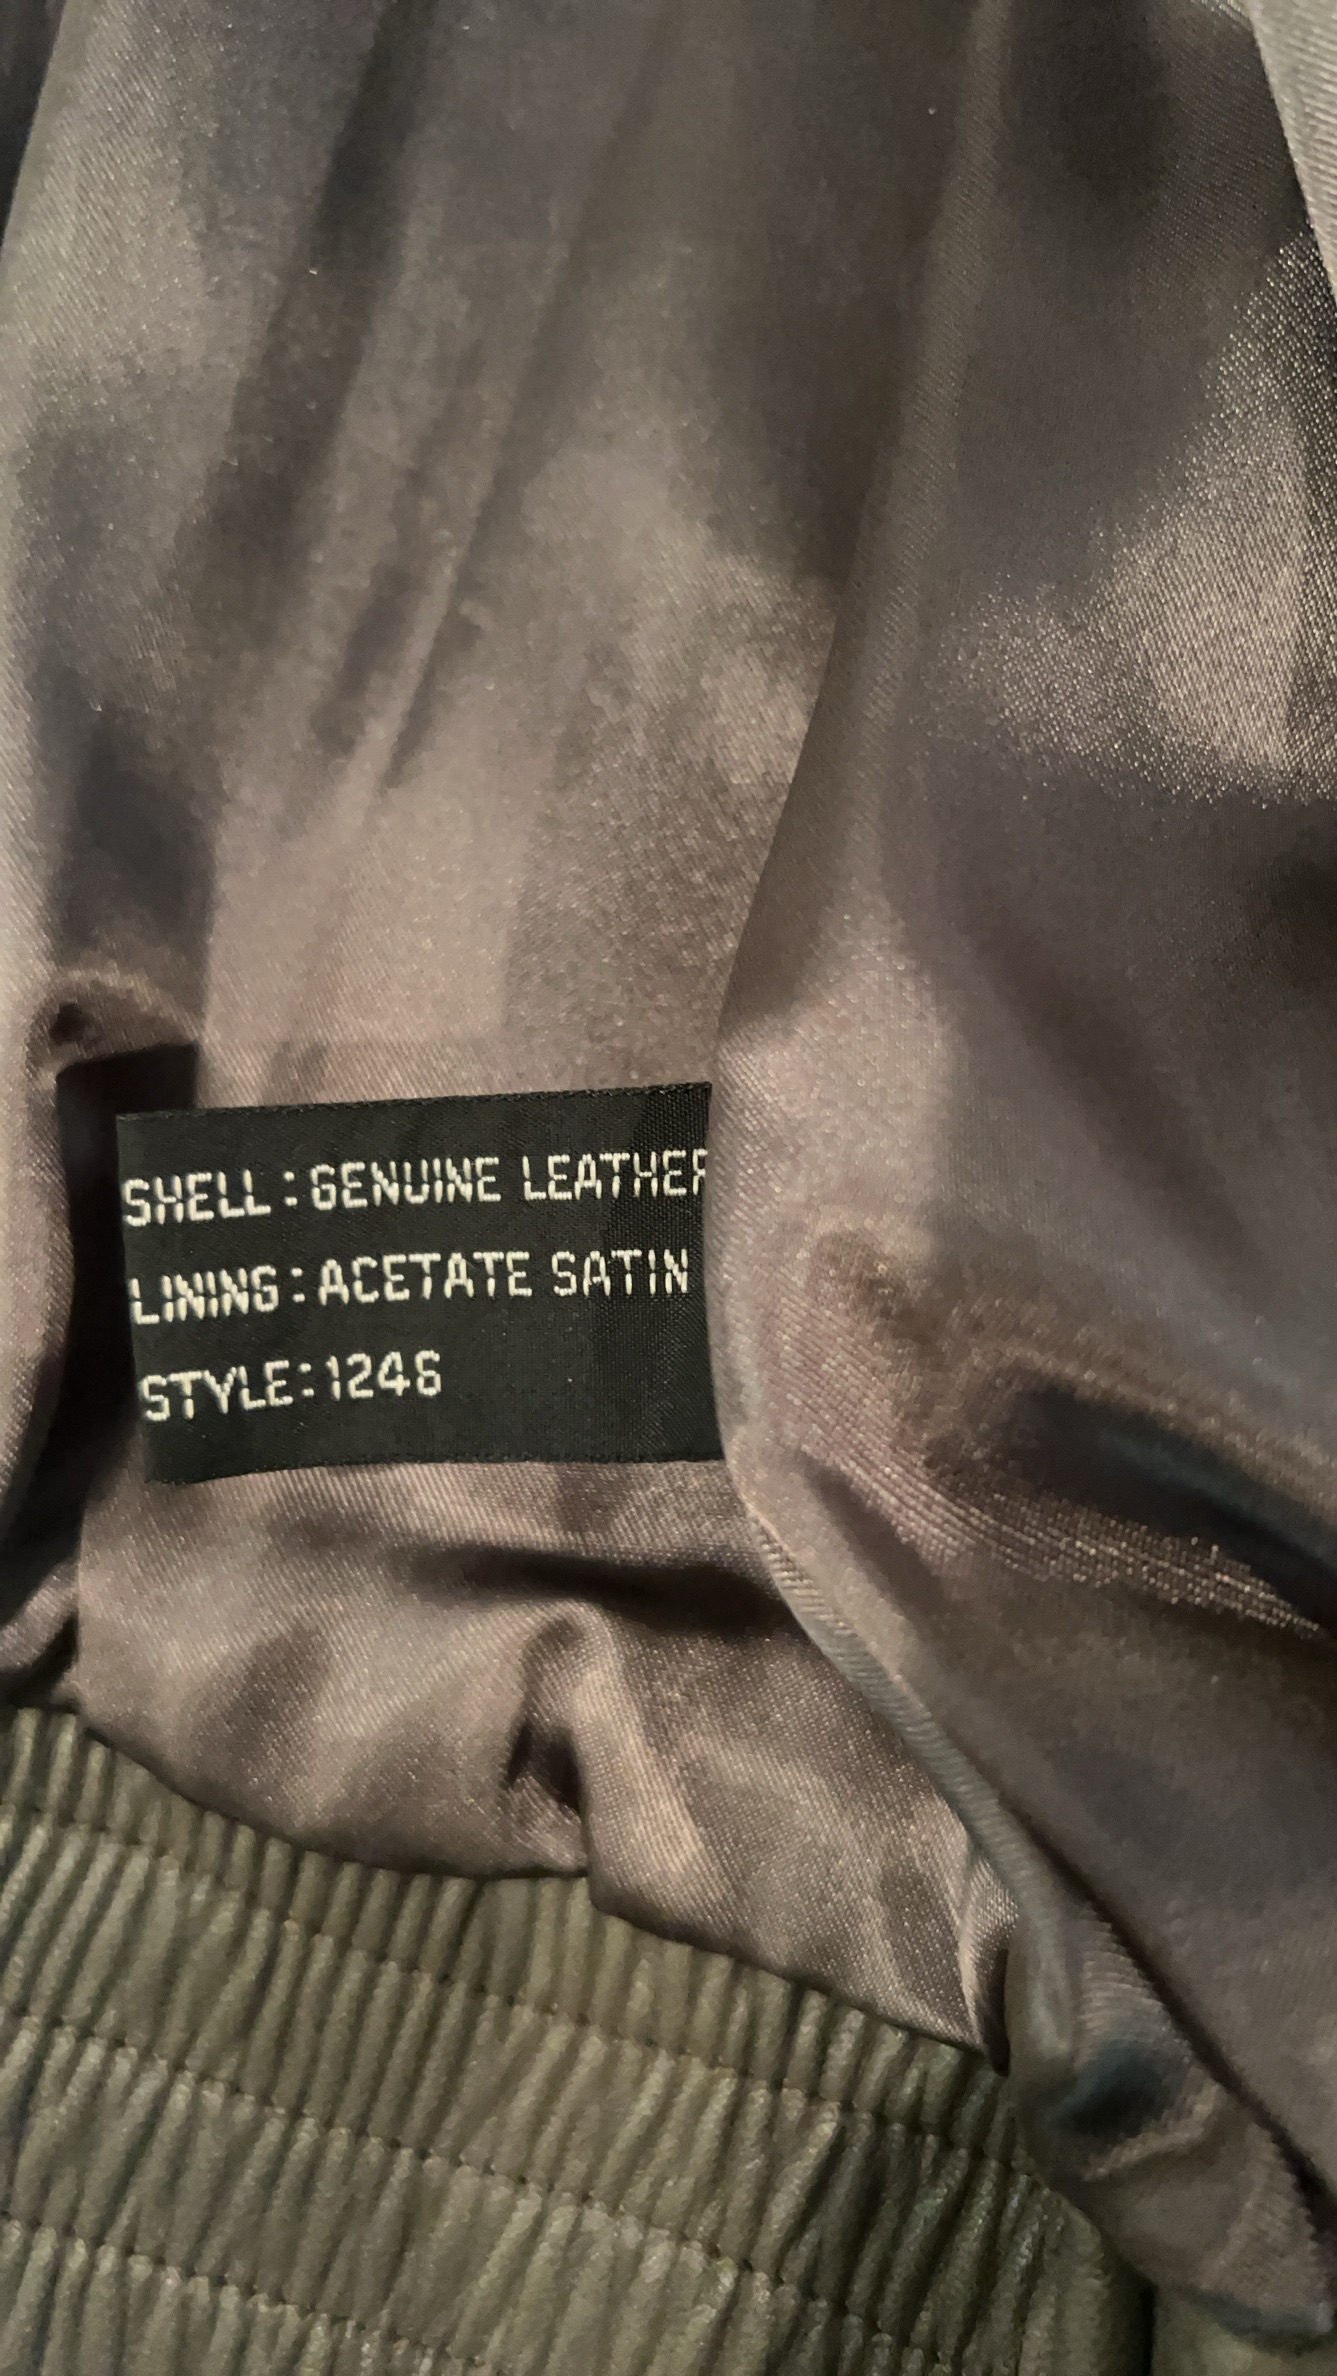 SHELL : GENUINE LEATHER
LINING : ACETATE SATIN
STYLE : 1246